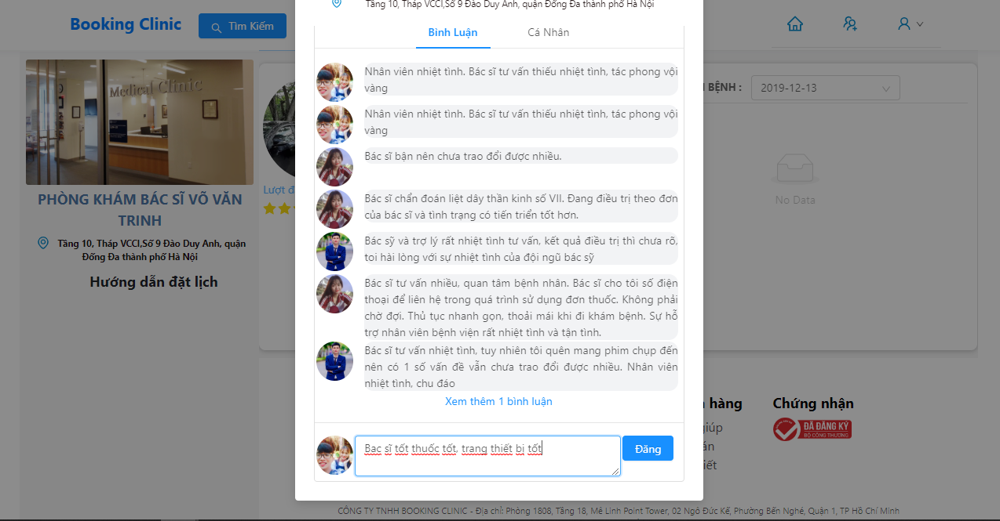 Booking Clinic
Tìm Kiếm
Tầng 10, Tháp VCCI,Số 9 Đào Duy Anh, quận Đống Đa thành phố Hà Nội
Bình Luận
Cá Nhân
Medical Clinic
PHÒNG KHÁM BÁC SĨ VÕ VĂN
TRINH
Tầng 10, Tháp VCCI,Số 9 Đào Duy Anh, quận
Đống Đa thành phố Hà Nội
Hướng dẫn đặt lịch
Lượt đ
Nhân viên nhiệt tình. Bác sĩ tư vấn thiếu nhiệt tình, tác phong vội
vàng
Nhân viên nhiệt tình. Bác sĩ tư vấn thiếu nhiệt tình, tác phong vội
vàng
Bác sĩ bận nên chưa trao đổi được nhiều.
Bác sĩ chẩn đoán liệt dây thần kinh số VII. Đang điều trị theo đơn
của bác sĩ và tình trạng có tiến triển tốt hơn.
Bác sỹ và trợ lý rất nhiệt tình tư vấn, kết quả điều trị thì chưa rõ,
toi hài lòng với sự nhiệt tình của đội ngũ bác sỹ
Bác sĩ tư vấn nhiều, quan tâm bệnh nhân. Bác sĩ cho tôi số điện
thoại để liên hệ trong quá trình sử dụng đơn thuốc. Không phải
chờ đợi. Thủ tục nhanh gọn, thoải mái khi đi khám bệnh. Sự hỗ
trợ nhân viên bệnh viện rất nhiệt tình và tận tình.
Bác sĩ tư vấn nhiệt tình, tuy nhiên tôi quên mang phim chụp đến
nên có 1 số vấn đề vẫn chưa trao đổi được nhiều. Nhân viên
nhiệt tình, chu đáo
Xem thêm 1 bình luận
Bac sĩ tốt thuốc tốt, trang thiết bị tốt
Đăng
BỆNH :
2019-12-13
No Data
hàng
giúp
Chứng nhận
ĐÃ ĐĂNG KÝ
BỘ CÔNG THƯƠNG
CÔNG TY TNHH BOOKING CLINIC - Địa chỉ: Phòng 1808, Tầng 18, Mê Linh Point Tower, 02 Ngô Đức Kế, Phường Bến Nghé, Quận 1, TP Hồ Chí Minh